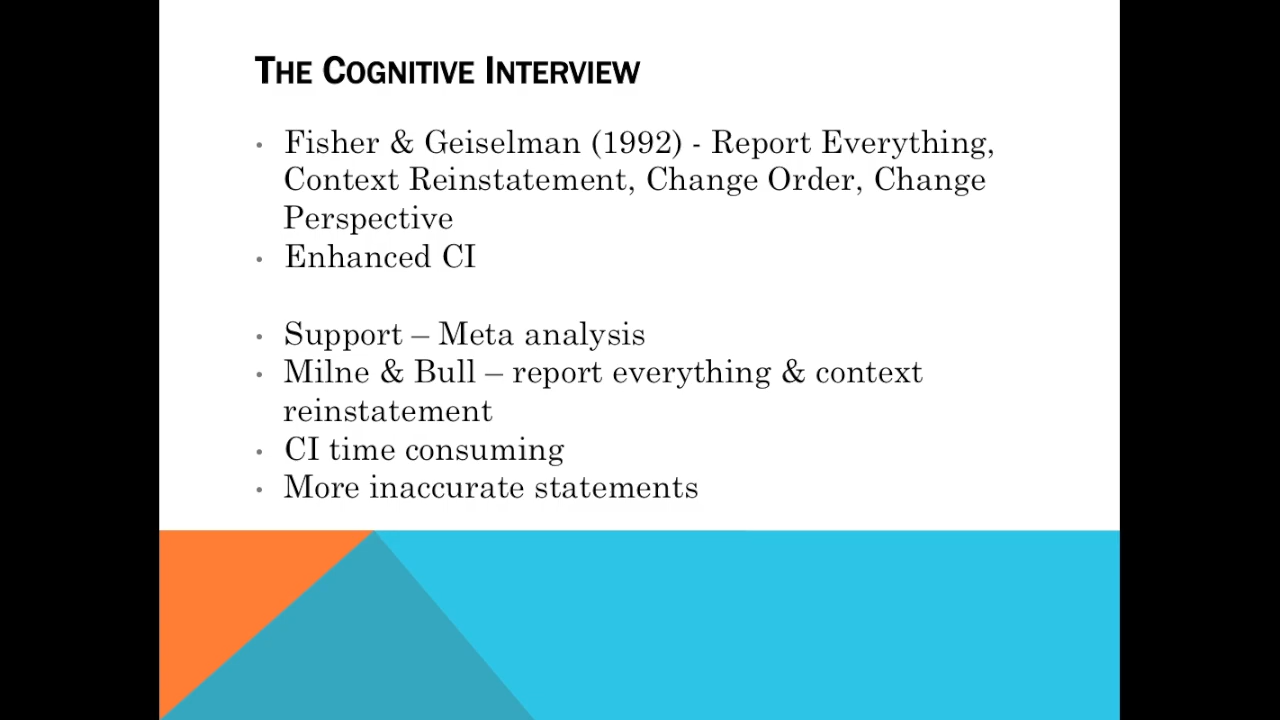 THE COGNITIVE INTERVIEW
• Fisher & Geiselman (1992) - Report Everything,
Context Reinstatement, Change Order, Change
Perspective
• Enhanced CI
• Support – Meta analysis
• Milne & Bull – report everything & context
reinstatement
• CI time consuming
• More inaccurate statements